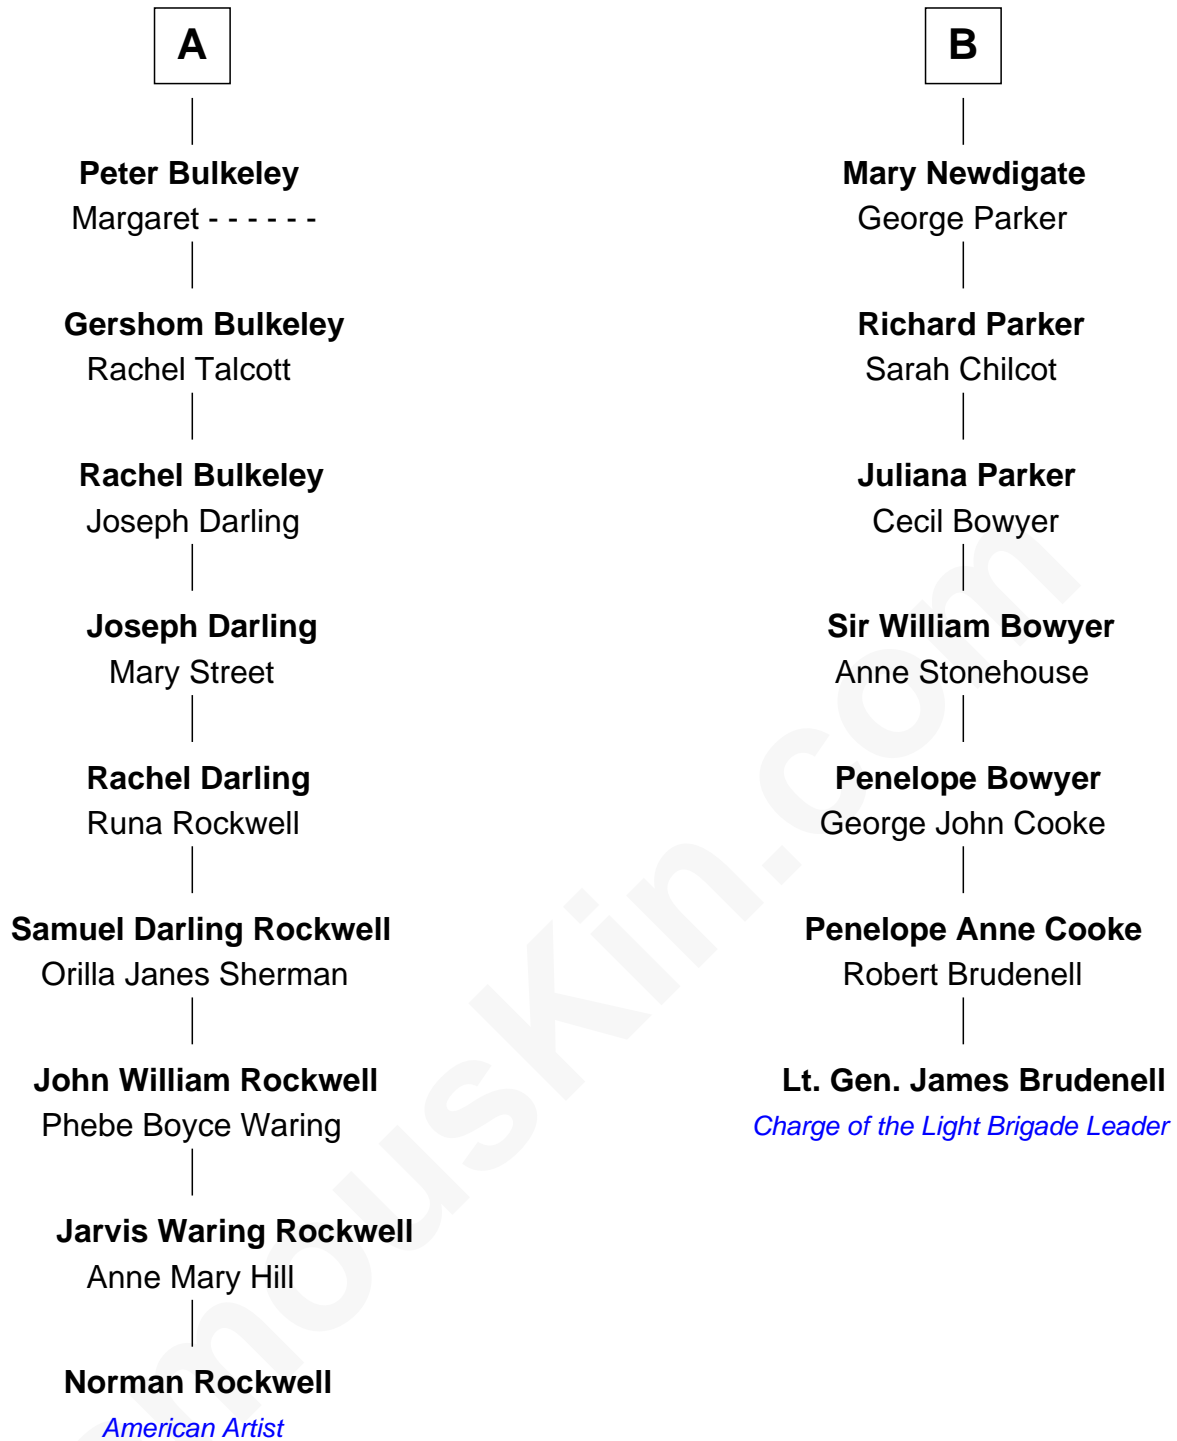 A
Peter Bulkeley
Margaret - - - - - -
Gershom Bulkeley
Rachel Talcott
Rachel Bulkeley
Joseph Darling
Joseph Darling
Mary Street
Rachel Darling
Runa Rockwell
Samuel Darling Rockwell
Orilla Janes Sherman
John William Rockwell
Phebe Boyce Waring
Jarvis Waring Rockwell
Anne Mary Hill
Norman Rockwell
American Artist
B
Mary Newdigate
George Parker
Richard Parker
Sarah Chilcot
Juliana Parker
Cecil Bowyer
Sir William Bowyer
Anne Stonehouse
Penelope Bowyer
George John Cooke
Penelope Anne Cooke
Robert Brudenell
Lt. Gen. James Brudenell
Charge of the Light Brigade Leader
mouskin.com